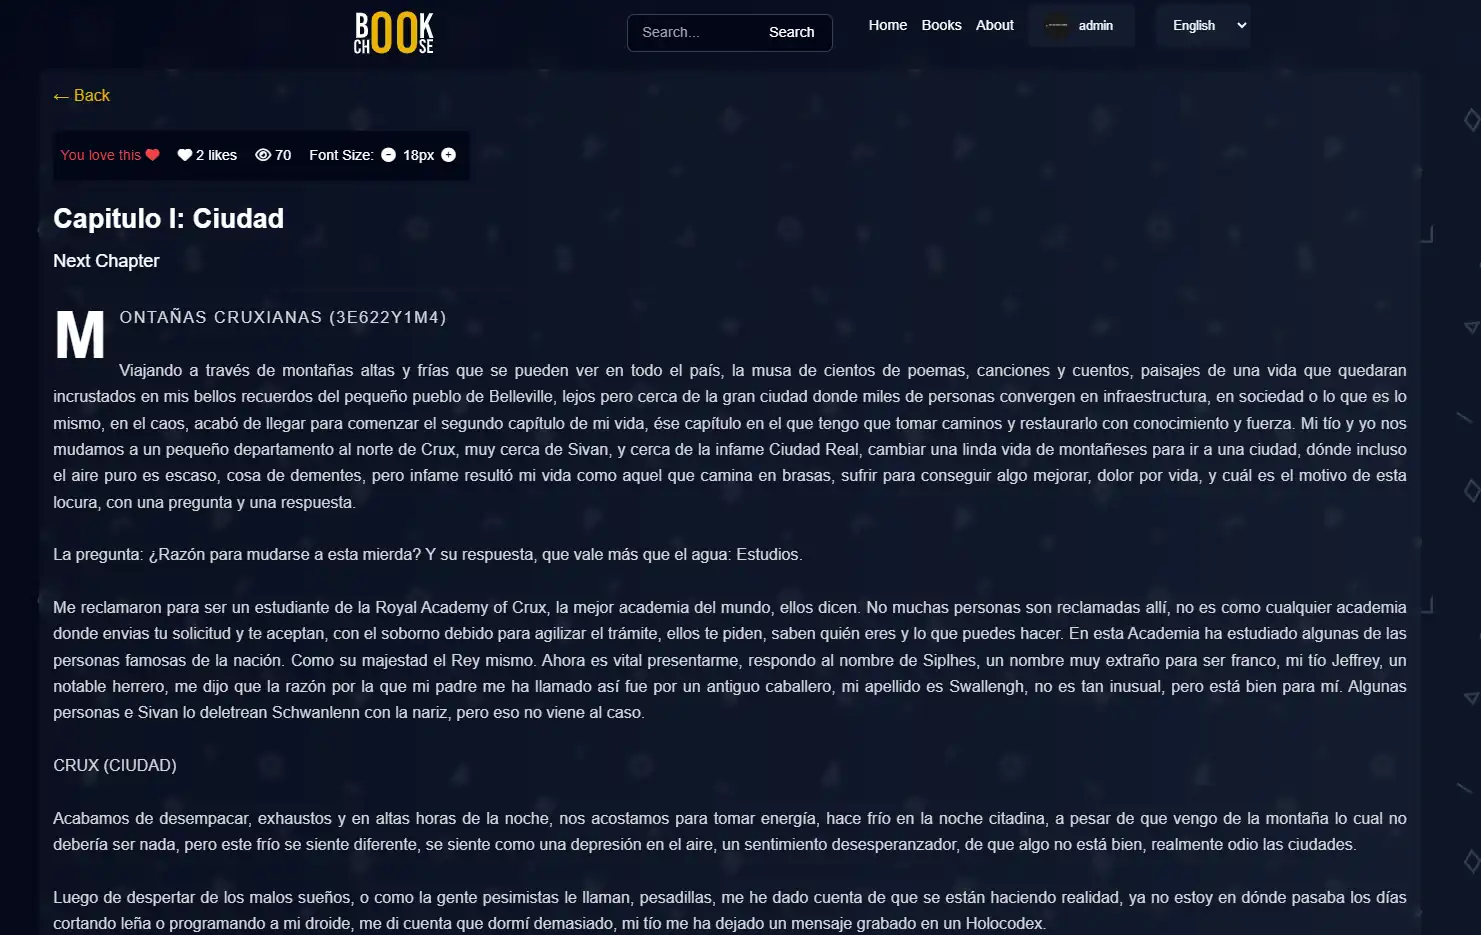 BOOK
CHOOSE
Search...
Search
Home
Books
About
admin
English
← Back
You love this
2 likes
70
Font Size:
18px
Capitulo I: Ciudad
Next Chapter
MONTAÑAS CRUXIANAS (3E622Y1M4)
Viajando a través de montañas altas y frías que se pueden ver en todo el país, la musa de cientos de poemas, canciones y cuentos, paisajes de una vida que quedaran
incrustados en mis bellos recuerdos del pequeño pueblo de Belleville, lejos pero cerca de la gran ciudad donde miles de personas convergen en infraestructura, en sociedad o lo que es lo
mismo, en el caos, acabó de llegar para comenzar el segundo capítulo de mi vida, ése capítulo en el que tengo que tomar caminos y restaurarlo con conocimiento y fuerza. Mi tío y yo nos
mudamos a un pequeño departamento al norte de Crux, muy cerca de Sivan, y cerca de la infame Ciudad Real, cambiar una linda vida de montañeses para ir a una ciudad, dónde incluso
el aire puro es escaso, cosa de dementes, pero infame resultó mi vida como aquel que camina en brasas, sufrir para conseguir algo mejorar, dolor por vida, y cuál es el motivo de esta
locura, con una pregunta y una respuesta.
La pregunta: ¿Razón para mudarse a esta mierda? Y su respuesta, que vale más que el agua: Estudios.
Me reclamaron para ser un estudiante de la Royal Academy of Crux, la mejor academia del mundo, ellos dicen. No muchas personas son reclamadas allí, no es como cualquier academia
donde envias tu solicitud y te aceptan, con el soborno debido para agilizar el trámite, ellos te piden, saben quién eres y lo que puedes hacer. En esta Academia ha estudiado algunas de las
personas famosas de la nación. Como su majestad el Rey mismo. Ahora es vital presentarme, respondo al nombre de Siplhes, un nombre muy extraño para ser franco, mi tío Jeffrey, un
notable herrero, me dijo que la razón por la que mi padre me ha llamado así fue por un antiguo caballero, mi apellido es Swallengh, no es tan inusual, pero está bien para mí. Algunas
personas e Sivan lo deletrean Schwanlenn con la nariz, pero eso no viene al caso.
CRUX (CIUDAD)
Acabamos de desempacar, exhaustos y en altas horas de la noche, nos acostamos para tomar energía, hace frío en la noche citadina, a pesar de que vengo de la montaña lo cual no
debería ser nada, pero este frío se siente diferente, se siente como una depresión en el aire, un sentimiento desesperanzador, de que algo no está bien, realmente odio las ciudades.
Luego de despertar de los malos sueños, o como la gente pesimistas le llaman, pesadillas, me he dado cuenta de que se están haciendo realidad, ya no estoy en dónde pasaba los días
cortando leña o programando a mi droide, me di cuenta que dormí demasiado, mi tío me ha dejado un mensaje grabado en un Holocodex.